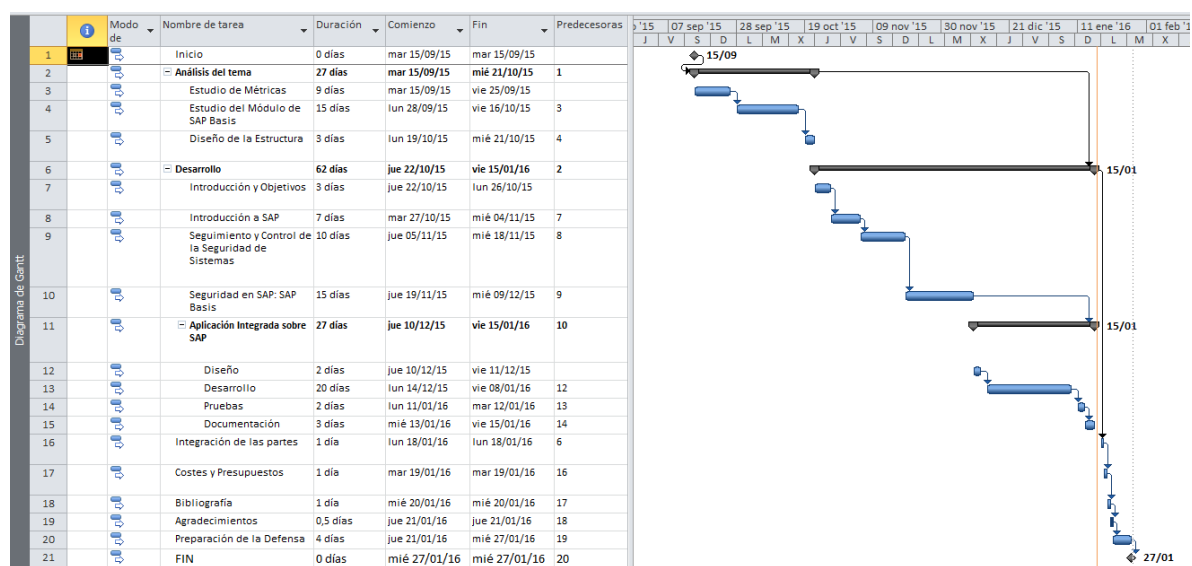 Modo de Nombre de tarea Duración Comienzo Fin Predecesoras
'15 07 sep '15 28 sep '15 19 oct '15 09 nov '15 30 nov '15 21 dic '15 11 ene '16 01 feb '1
J V S D L M X J V S D L M X J V S D L M X
Diagrama de Gantt
1 Inicio 0 días mar 15/09/15 mar 15/09/15
15/09
2 Análisis del tema 27 días mar 15/09/15 mié 21/10/15 1
3 Estudio de Métricas 9 días mar 15/09/15 vie 25/09/15
4 Estudio del Módulo de SAP Basis 15 días lun 28/09/15 vie 16/10/15 3
5 Diseño de la Estructura 3 días lun 19/10/15 mié 21/10/15 4
6 Desarrollo 62 días jue 22/10/15 vie 15/01/16 2
15/01
7 Introducción y Objetivos 3 días jue 22/10/15 lun 26/10/15
8 Introducción a SAP 7 días mar 27/10/15 mié 04/11/15 7
9 Seguimiento y Control de la Seguridad de Sistemas 10 días jue 05/11/15 mié 18/11/15 8
10 Seguridad en SAP: SAP Basis 15 días jue 19/11/15 mié 09/12/15 9
11 Aplicación Integrada sobre SAP 27 días jue 10/12/15 vie 15/01/16 10
15/01
12 Diseño 2 días jue 10/12/15 vie 11/12/15
13 Desarrollo 20 días lun 14/12/15 vie 08/01/16 12
14 Pruebas 2 días lun 11/01/16 mar 12/01/16 13
15 Documentación 3 días mié 13/01/16 vie 15/01/16 14
16 Integración de las partes 1 día lun 18/01/16 lun 18/01/16 6
17 Costes y Presupuestos 1 día mar 19/01/16 mar 19/01/16 16
18 Bibliografía 1 día mié 20/01/16 mié 20/01/16 17
19 Agradecimientos 0,5 días jue 21/01/16 jue 21/01/16 18
20 Preparación de la Defensa 4 días jue 21/01/16 mié 27/01/16 19
21 FIN 0 días mié 27/01/16 mié 27/01/16 20
27/01